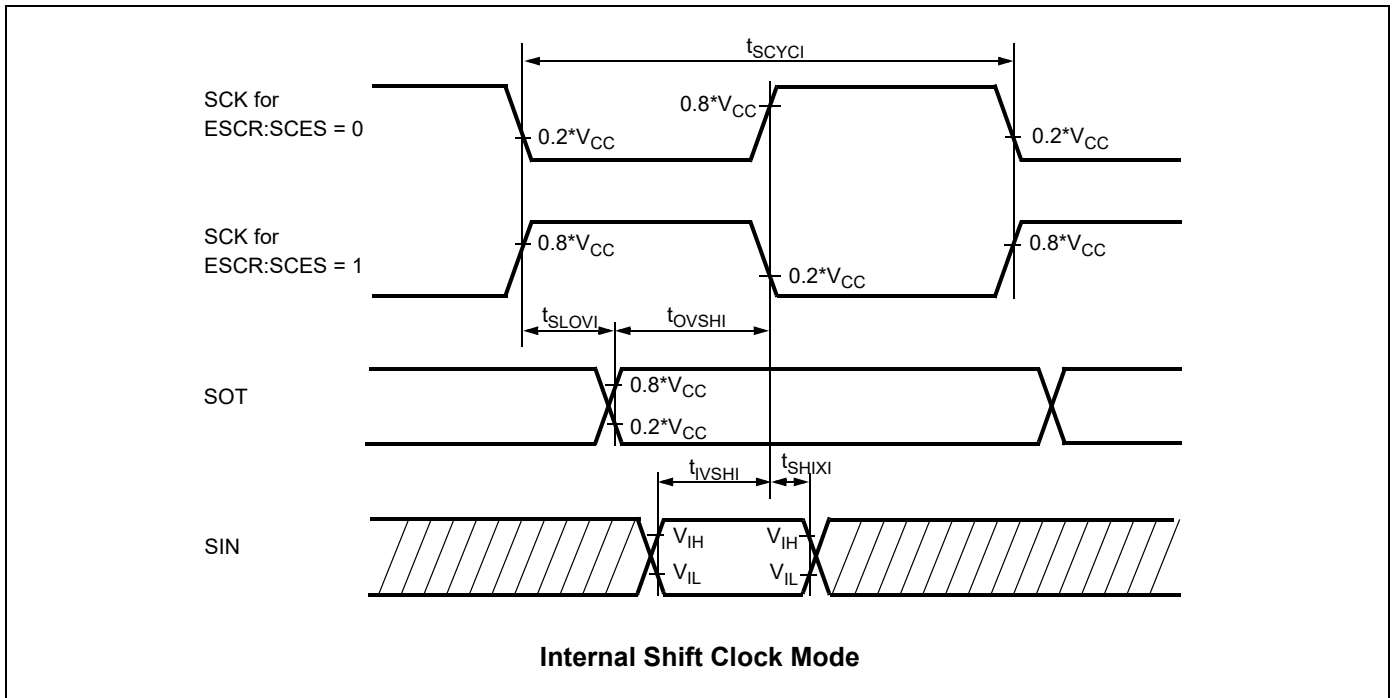 tSCYCI
SCK for
ESCR:SCES = 0
0.8*VCC
0.2*VCC
0.2*VCC
SCK for
ESCR:SCES = 1
0.8*VCC
0.8*VCC
0.2*VCC
tSLOVI
tOVSHI
SOT
0.8*VCC
0.2*VCC
tIVSHI
tSHIXI
SIN
VIH
VIH
VIL
VIL
Internal Shift Clock Mode